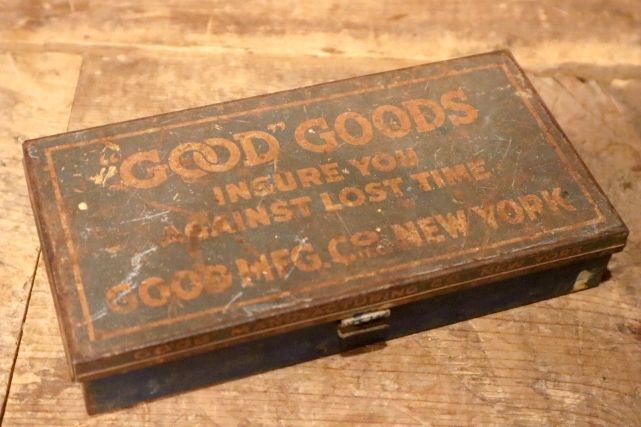 "GOOD" GOODS
INSURE YOU
AGAINST LOST TIME
GOOD MFG. Co. NEW YORK